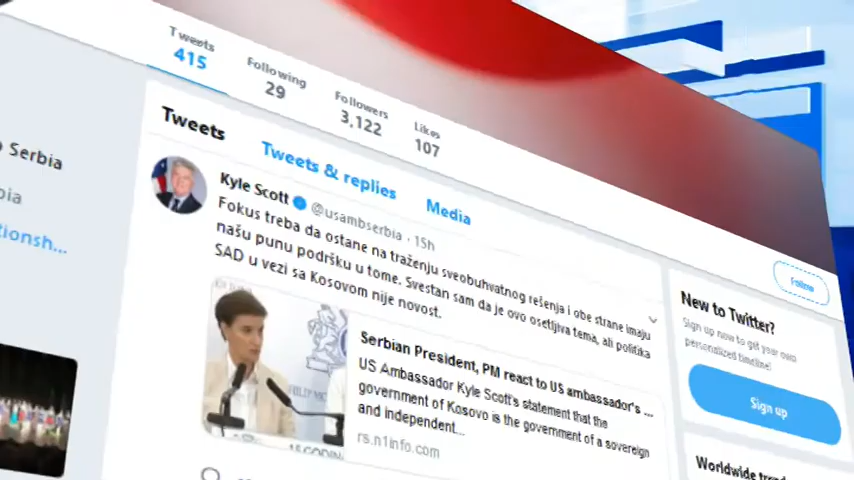 Tweets
415
Following
29
Followers
3,122
Likes
107
Serbia
Tweets
Tweets & replies
Media
Follow
Kyle Scott @usambserbia · 15h
Fokus treba da ostane na traženju sveobuhvatnog rešenja i obe strane imaju
našu punu podršku u tome. Svestan sam da je ovo osetljiva tema, ali politika
SAD u vezi sa Kosovom nije novost.
Serbian President, PM react to US ambassador's ...
US Ambassador Kyle Scott's statement that the
government of Kosovo is the government of a sovereign
and independent...
rs.n1info.com
New to Twitter?
Sign up now to get your own
personalized timeline!
Sign up
Worldwide